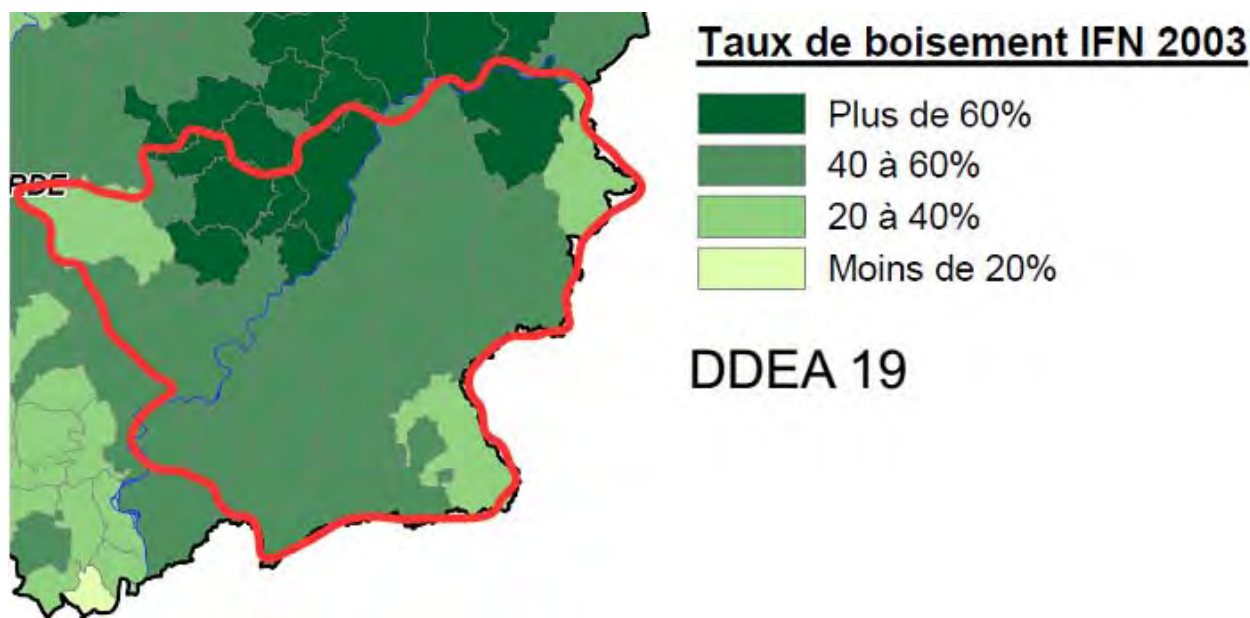 Taux de boisement IFN 2003
Plus de 60%
40 à 60%
20 à 40%
Moins de 20%
DDEA 19